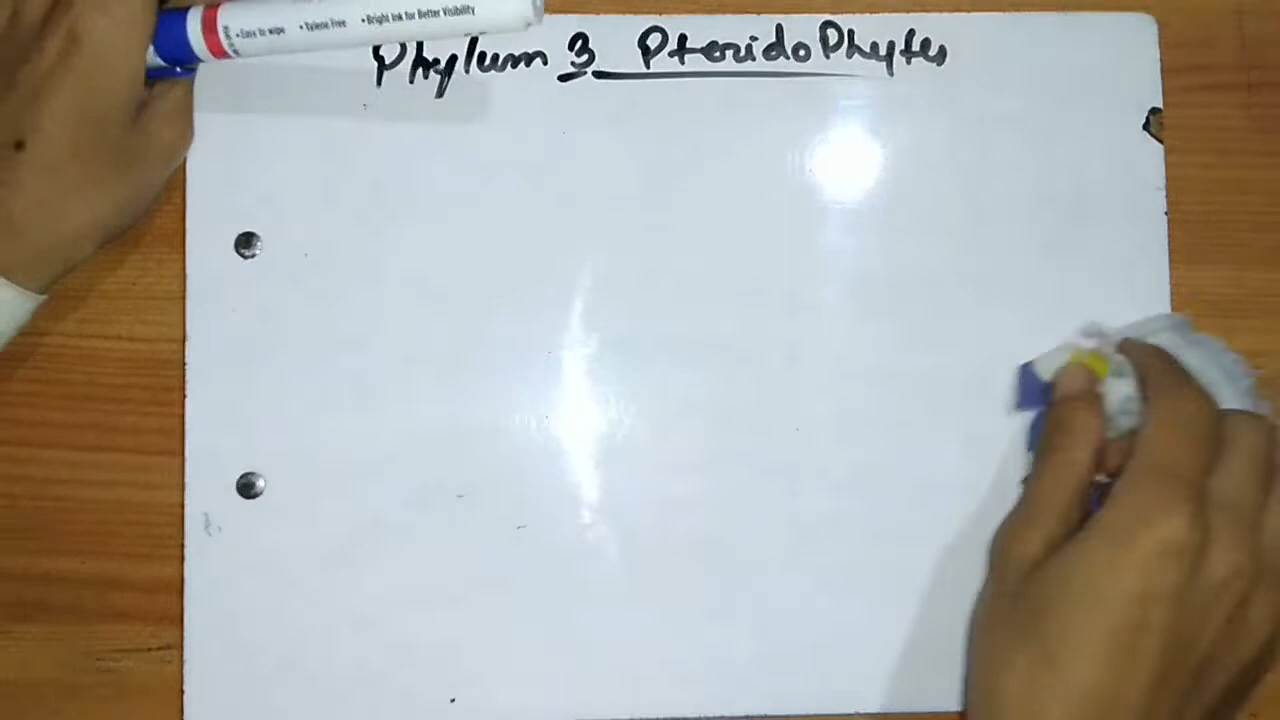 • Easy to wipe • Xylene Free • Bright Ink for Better Visibility
Phylum 3 PteridoPhytes